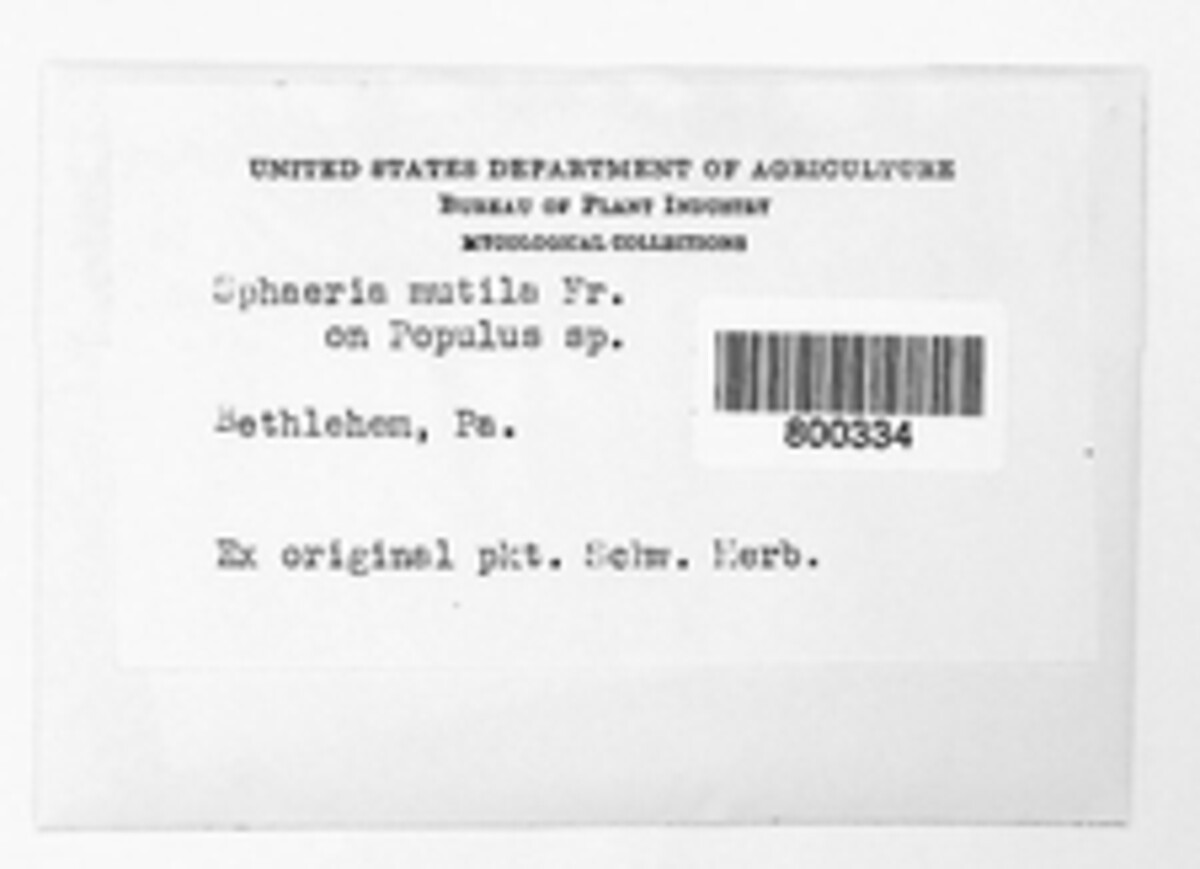 UNITED STATES DEPARTMENT OF AGRICULTURE
BUREAU OF PLANT INDUSTRY
MYCOLOGICAL COLLECTIONS
Sphaeria mutila Fr.
on Populus sp.
800334
Bethlehem, Pa.
Ex original pkt. Schw. Herb.